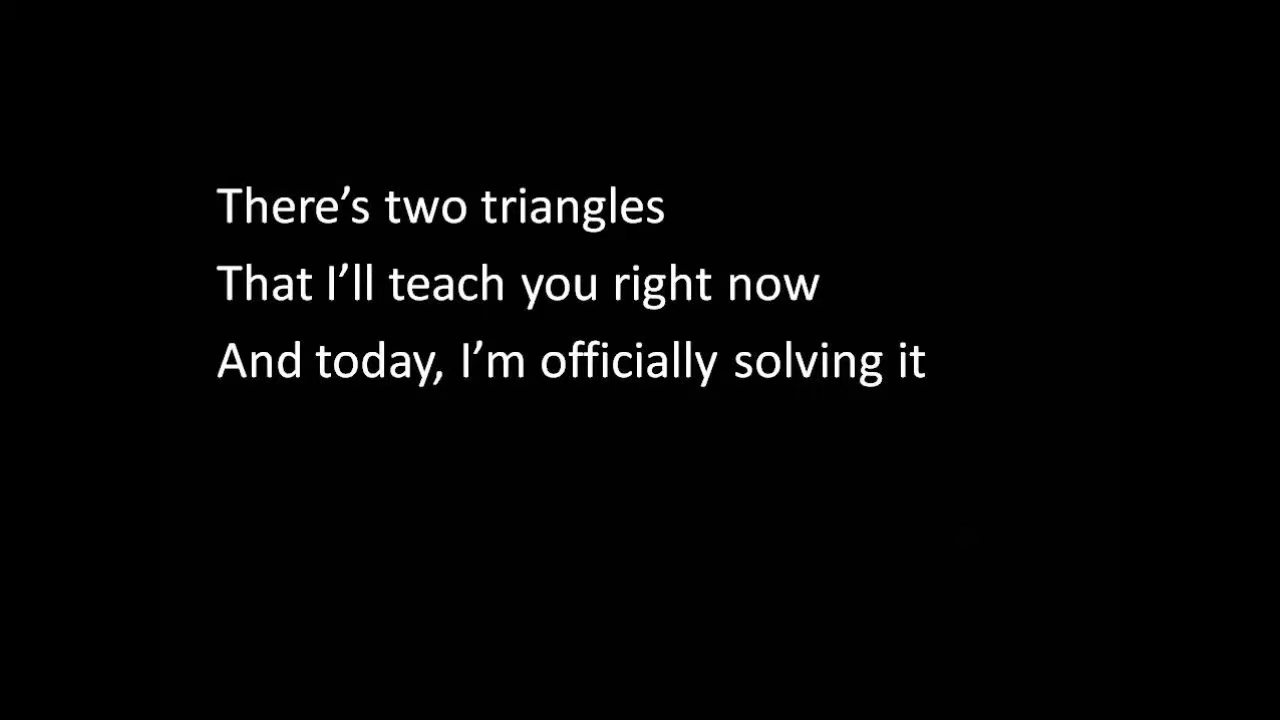 There’s two triangles
That I’ll teach you right now
And today, I’m officially solving it